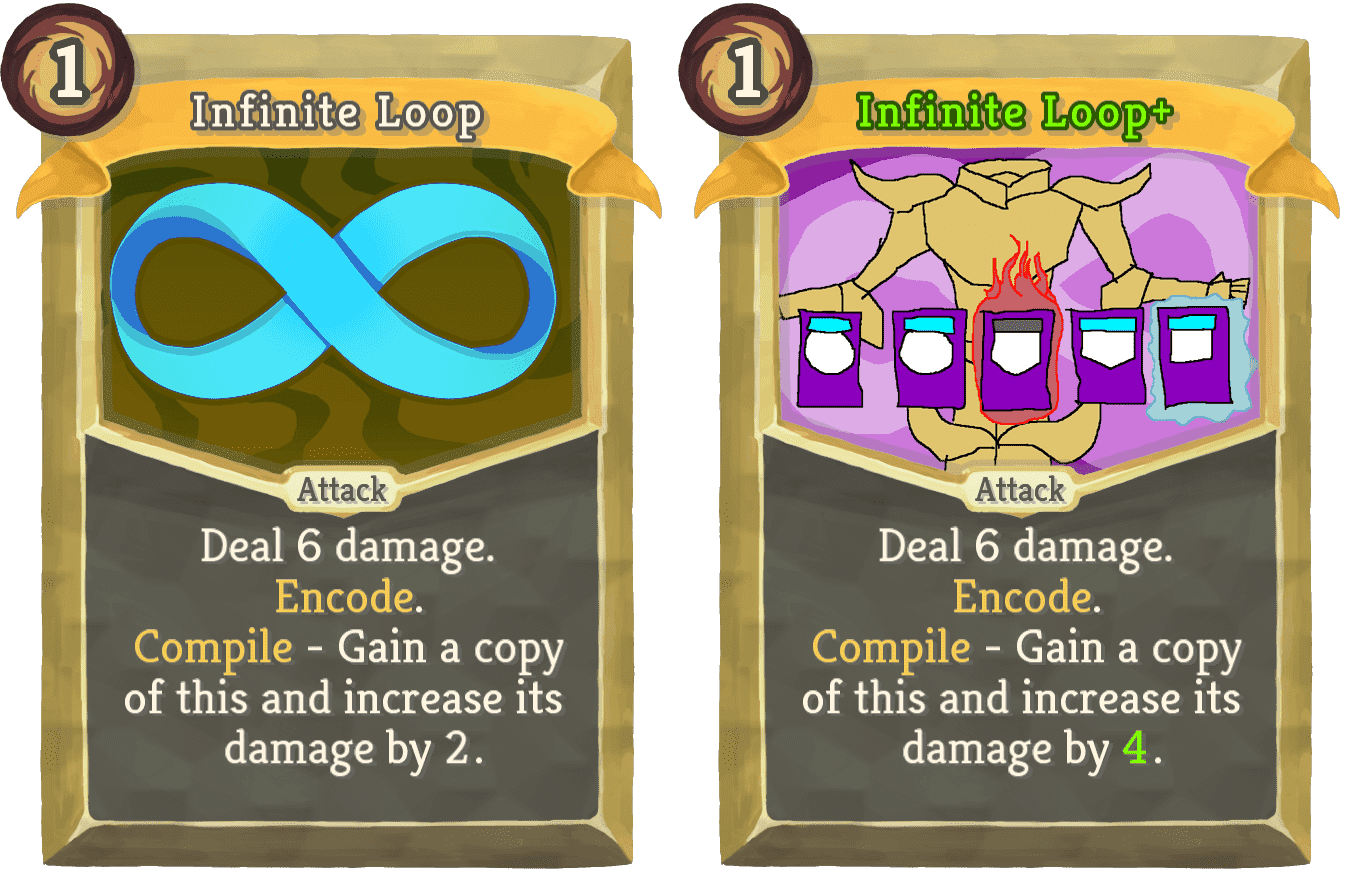 1
Infinite Loop
Attack
Deal 6 damage.
Encode.
Compile - Gain a copy
of this and increase its
damage by 2.
1
Infinite Loop+
Attack
Deal 6 damage.
Encode.
Compile - Gain a copy
of this and increase its
damage by 4.